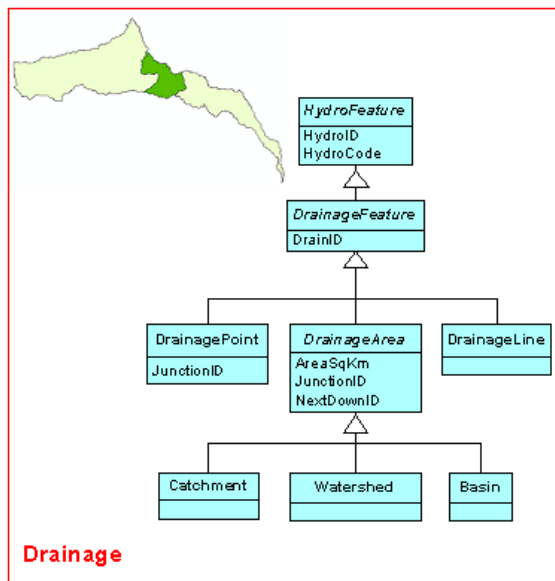 HydroFeature
HydroID
HydroCode
DrainageFeature
DrainID
DrainagePoint
JunctionID
DrainageArea
AreaSqKm
JunctionID
NextDownID
DrainageLine
Catchment
Watershed
Basin
Drainage